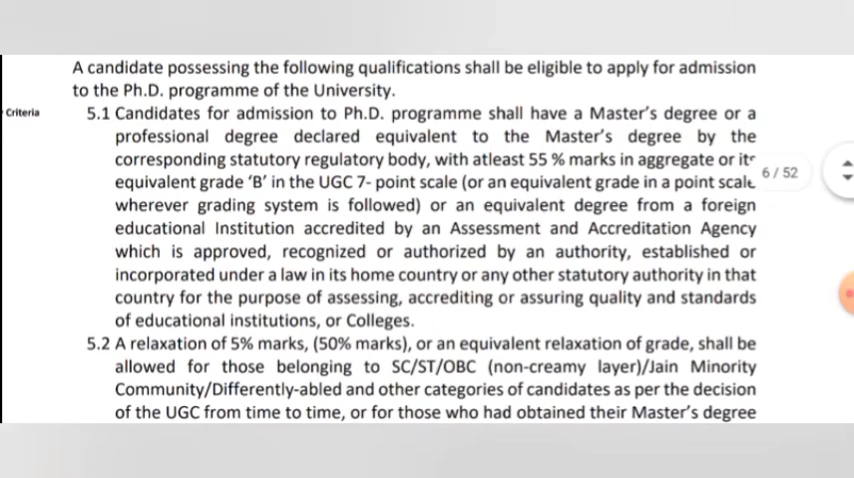 A candidate possessing the following qualifications shall be eligible to apply for admission
to the Ph.D. programme of the University.
Criteria
5.1 Candidates for admission to Ph.D. programme shall have a Master's degree or a
professional degree declared equivalent to the Master's degree by the
corresponding statutory regulatory body, with atleast 55 % marks in aggregate or its
6 / 52
equivalent grade 'B' in the UGC 7- point scale (or an equivalent grade in a point scale
wherever grading system is followed) or an equivalent degree from a foreign
educational Institution accredited by an Assessment and Accreditation Agency
which is approved, recognized or authorized by an authority, established or
incorporated under a law in its home country or any other statutory authority in that
country for the purpose of assessing, accrediting or assuring quality and standards
of educational institutions, or Colleges.
5.2 A relaxation of 5% marks, (50% marks), or an equivalent relaxation of grade, shall be
allowed for those belonging to SC/ST/OBC (non-creamy layer)/Jain Minority
Community/Differently-abled and other categories of candidates as per the decision
of the UGC from time to time, or for those who had obtained their Master's degree